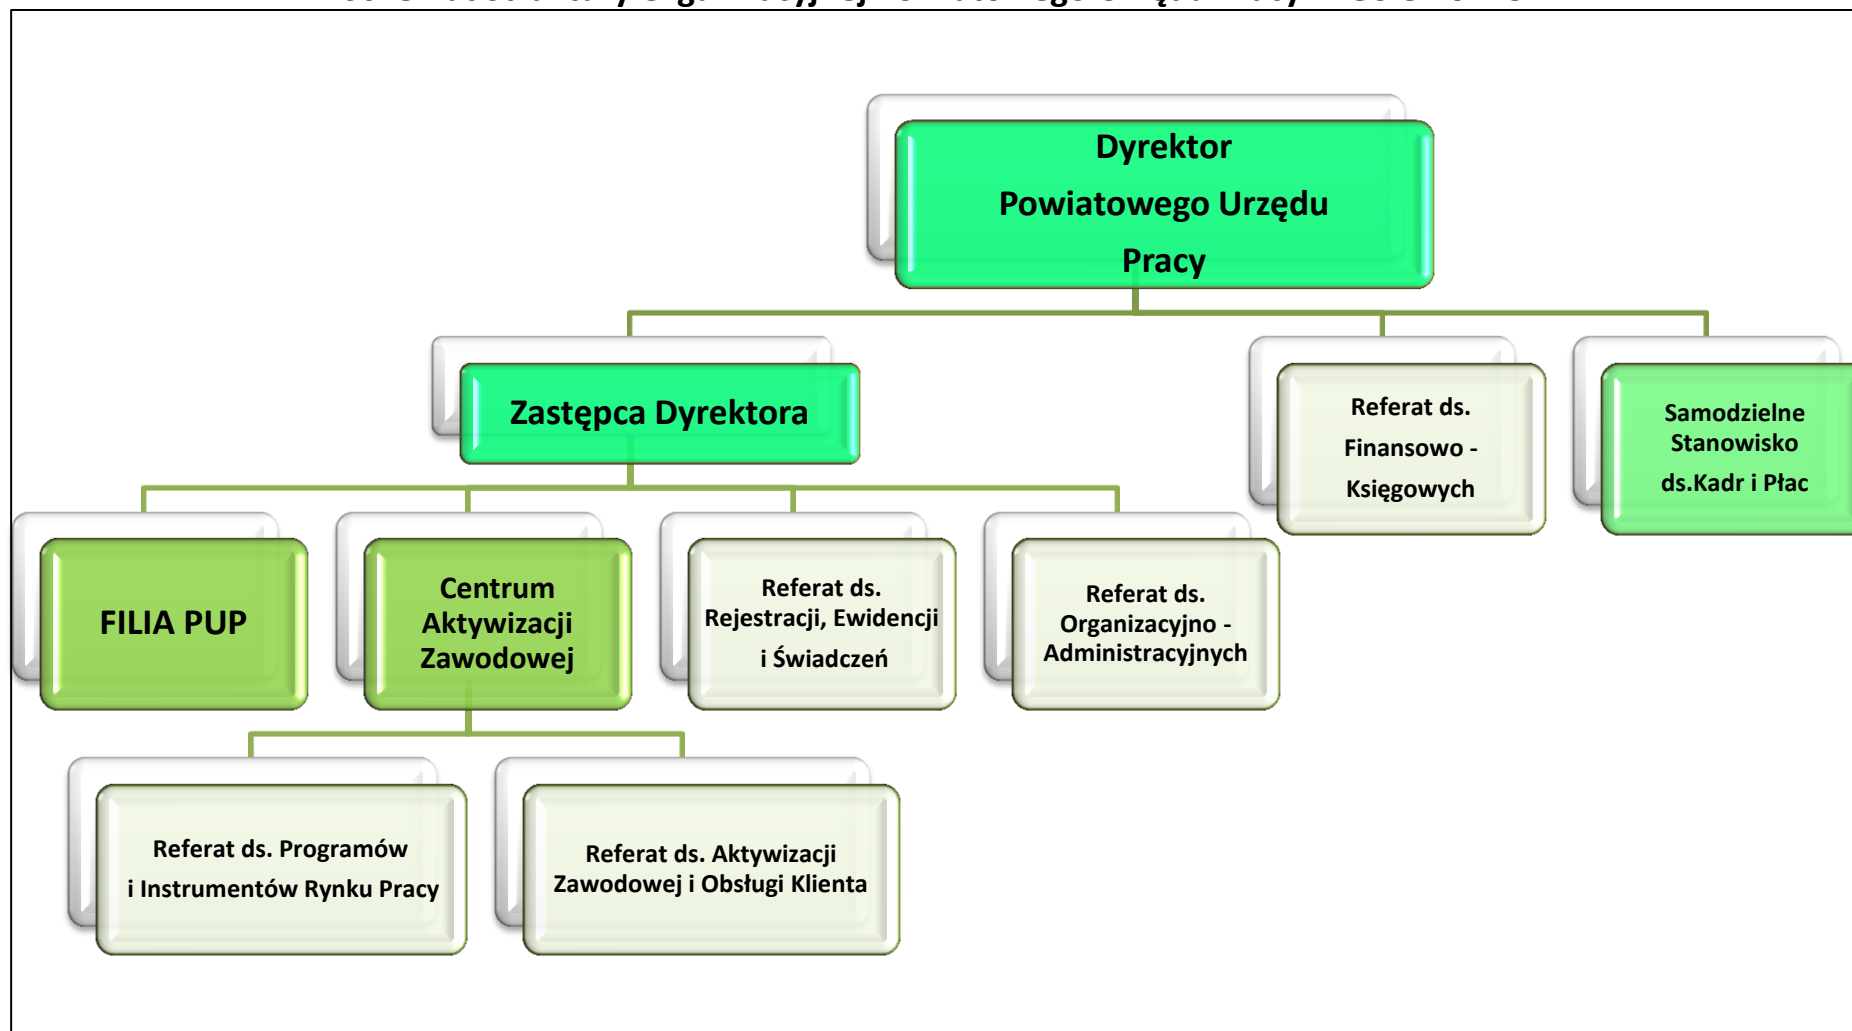 Dyrektor
Powiatowego Urzędu
Pracy
Zastępca Dyrektora
Referat ds.
Finansowo -
Księgowych
Samodzielne
Stanowisko
ds.Kadr i Płac
FILIA PUP
Centrum
Aktywizacji
Zawodowej
Referat ds.
Rejestracji, Ewidencji
i Świadczeń
Referat ds.
Organizacyjno -
Administracyjnych
Referat ds. Programów
i Instrumentów Rynku Pracy
Referat ds. Aktywizacji
Zawodowej i Obsługi Klienta